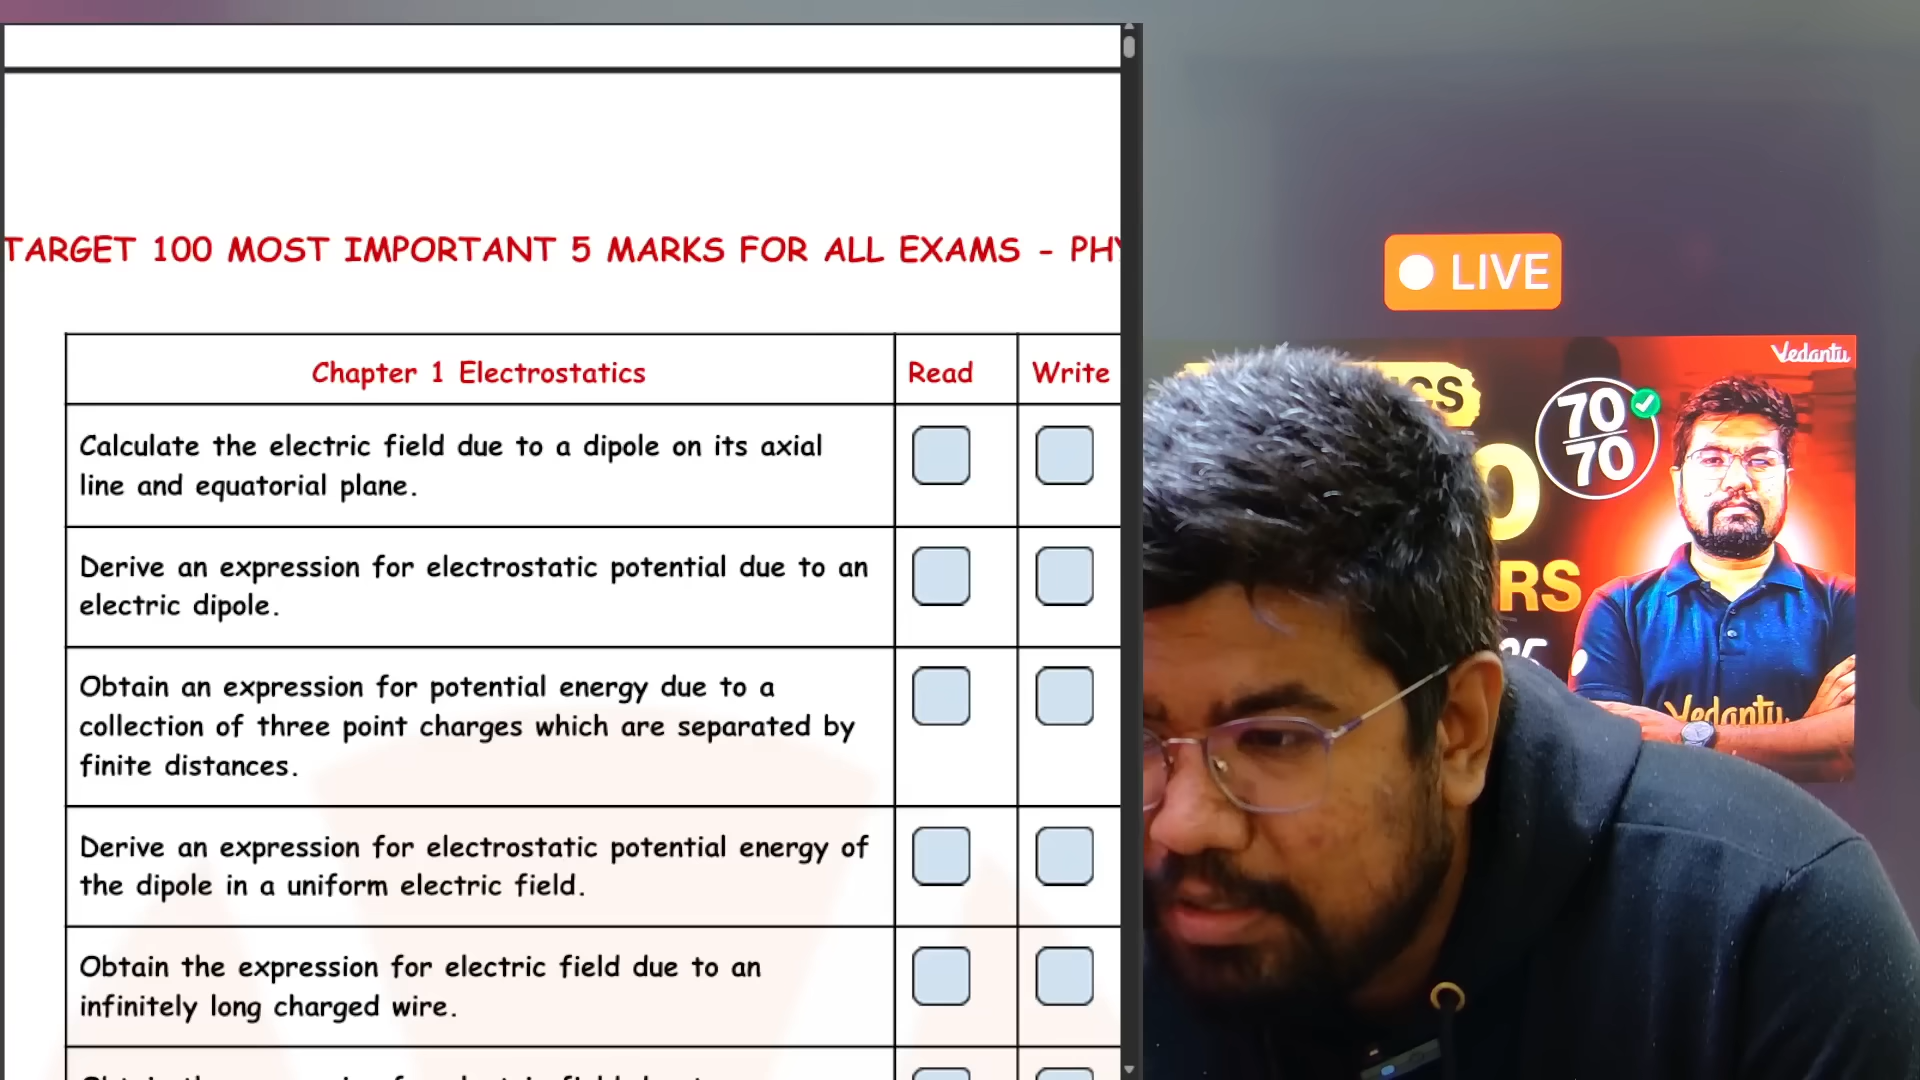 TARGET 100 MOST IMPORTANT 5 MARKS FOR ALL EXAMS - PHY
Chapter 1 Electrostatics
Read
Write
Calculate the electric field due to a dipole on its axial
line and equatorial plane.
Derive an expression for electrostatic potential due to an
electric dipole.
Obtain an expression for potential energy due to a
collection of three point charges which are separated by
finite distances.
Derive an expression for electrostatic potential energy of
the dipole in a uniform electric field.
Obtain the expression for electric field due to an
infinitely long charged wire.
LIVE
Vedantu
70
70
Vedantu